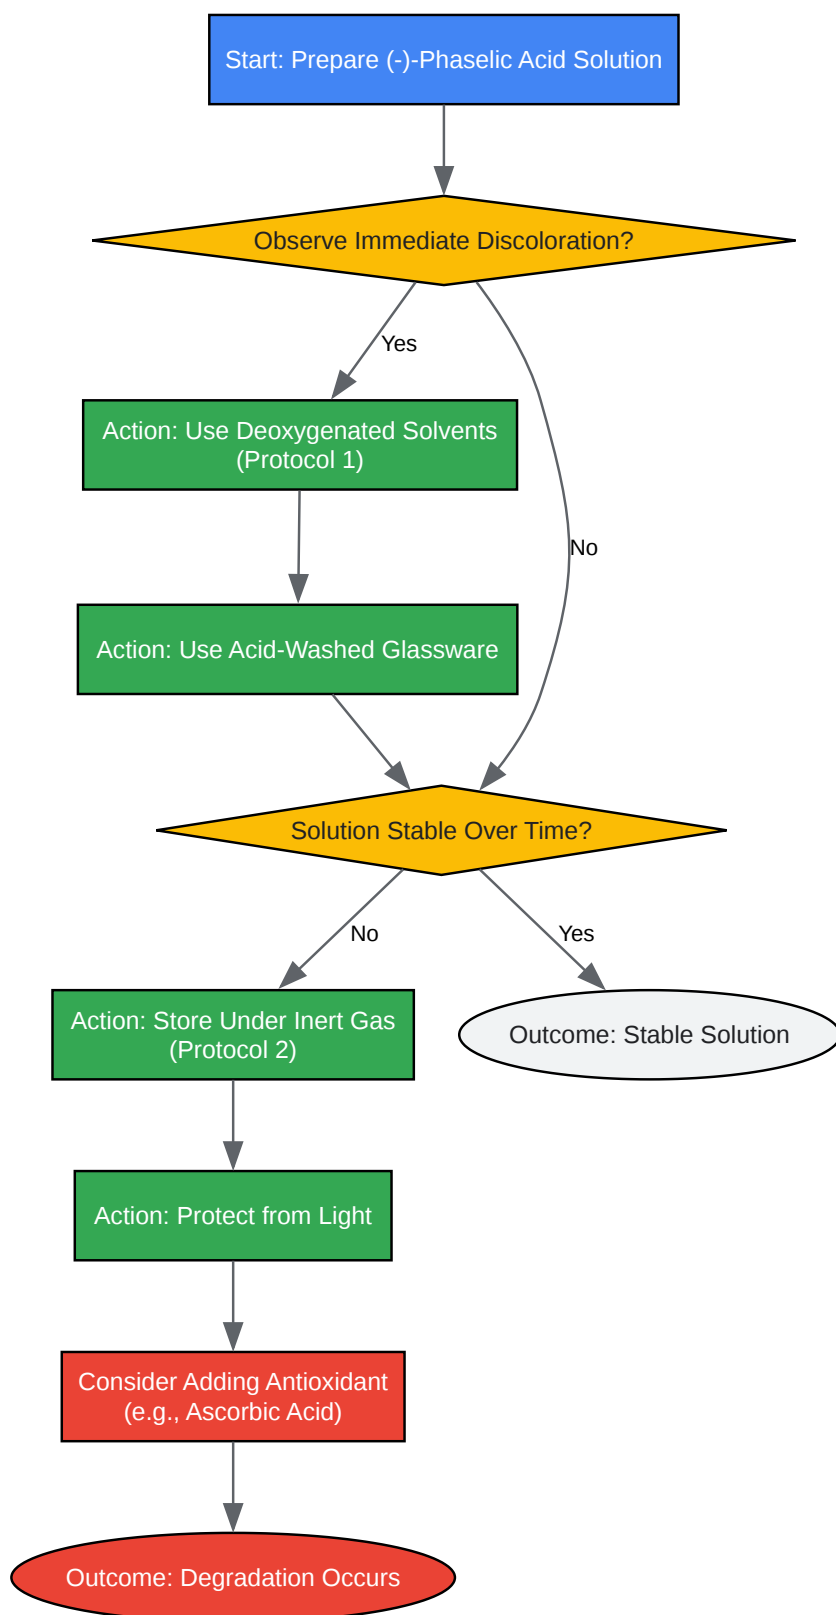 Start: Prepare (-)-Phaselic Acid Solution
Observe Immediate Discoloration?
Yes
Action: Use Deoxygenated Solvents
(Protocol 1)
No
Action: Use Acid-Washed Glassware
Solution Stable Over Time?
No
Yes
Action: Store Under Inert Gas
(Protocol 2)
Outcome: Stable Solution
Action: Protect from Light
Consider Adding Antioxidant
(e.g., Ascorbic Acid)
Outcome: Degradation Occurs